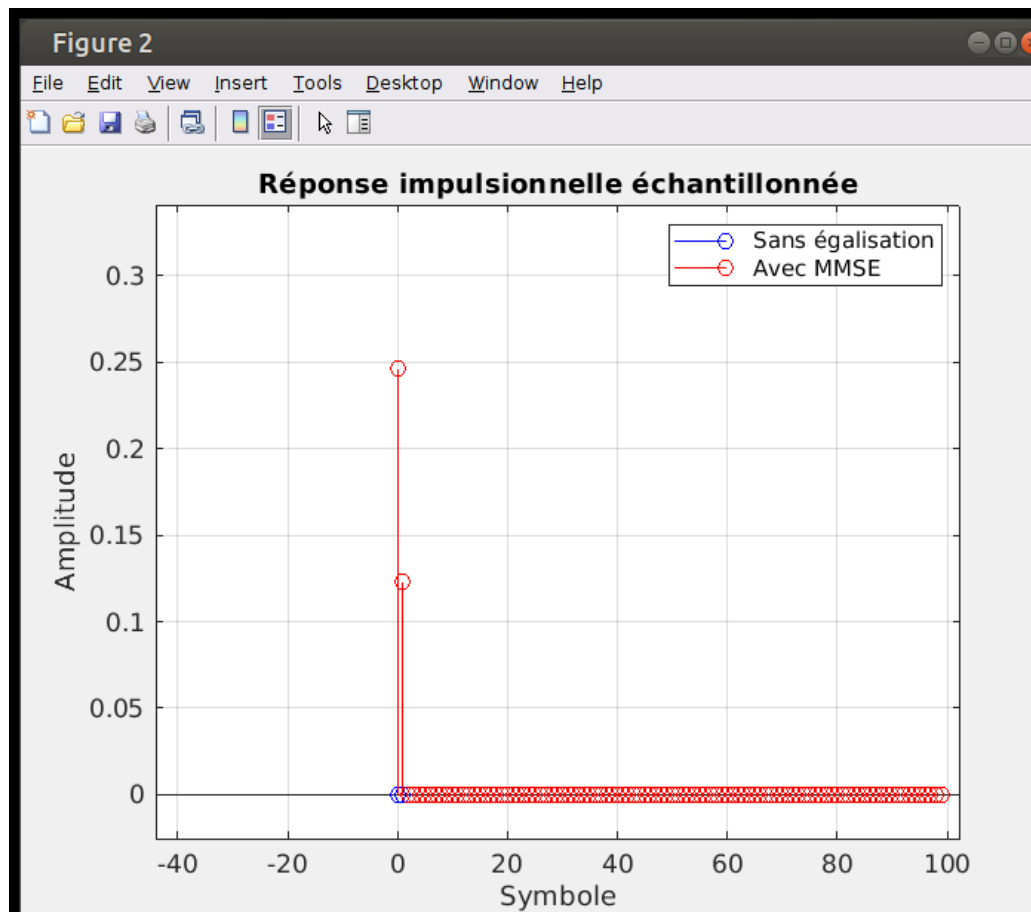 Figure 2
File Edit View Insert Tools Desktop Window Help
Réponse impulsionnelle échantillonnée
Sans égalisation
Avec MMSE
0.3
0.25
0.2
0.15
0.1
0.05
0
Amplitude
-40 -20 0 20 40 60 80 100
Symbole